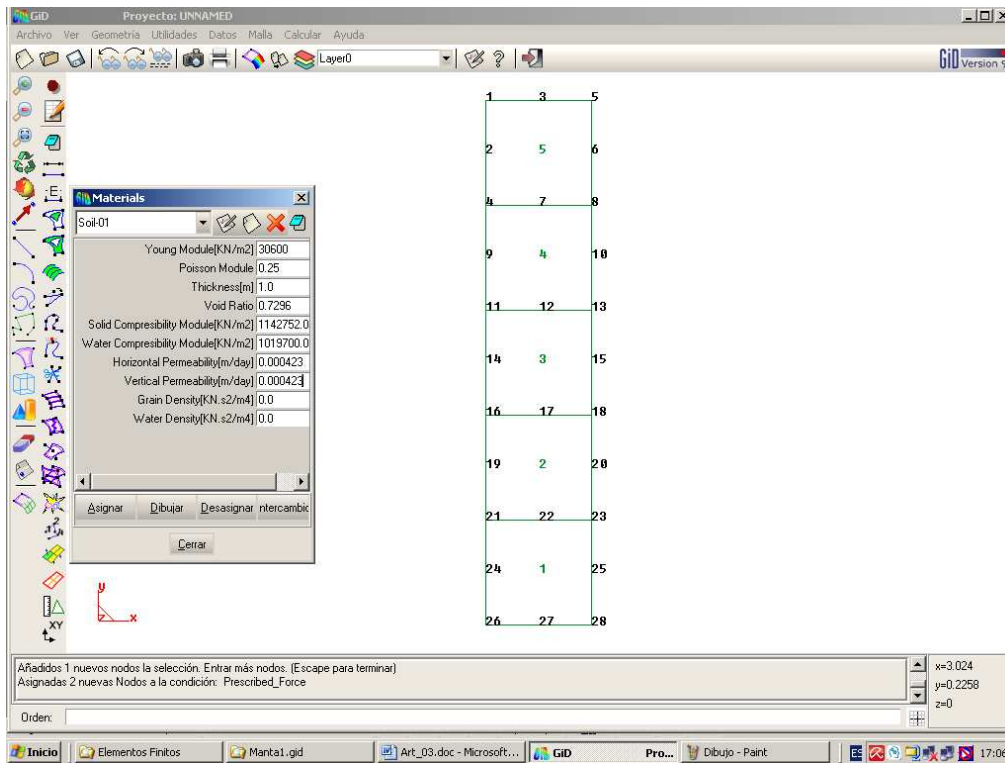 GiD Proyecto: UNNAMED
Archivo Ver Geometría Utilidades Datos Malla Calcular Ayuda
Layer0
GiD Version
Materials
Soil-01
Young Module[KN/m2] 30600
Poisson Module 0.25
Thickness[m] 1.0
Void Ratio 0.7296
Solid Compresibility Module[KN/m2] 1142752.0
Water Compresibility Module[KN/m2] 1019700.0
Horizontal Permeability[m/day] 0.000423
Vertical Permeability[m/day] 0.000423
Grain Density[KN.s2/m4] 0.0
Water Density[KN.s2/m4] 0.0
Asignar Dibujar Desasignar ntercambic
Cerrar
1 3 5
2 5 6
4 7 8
9 4 10
11 12 13
14 3 15
16 17 18
19 2 20
21 22 23
24 1 25
26 27 28
y
z x
Añadidos 1 nuevos nodos la selección. Entrar más nodos. (Escape para terminar)
Asignadas 2 nuevas Nodos a la condición: Prescribed_Force
Orden:
x=3.024
y=0.2258
z=0
Inicio Elementos Finitos Manta1.gid Art_03.doc - Microsoft... GiD Pro... Dibujo - Paint ES 17:06